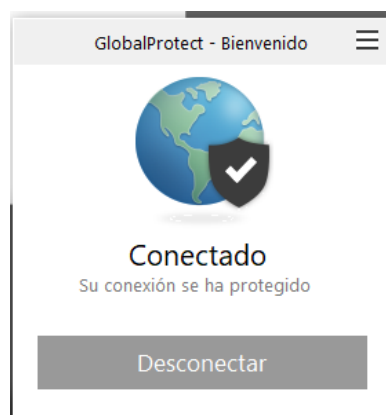 GlobalProtect - Bienvenido
Conectado
Su conexión se ha protegido
Desconectar